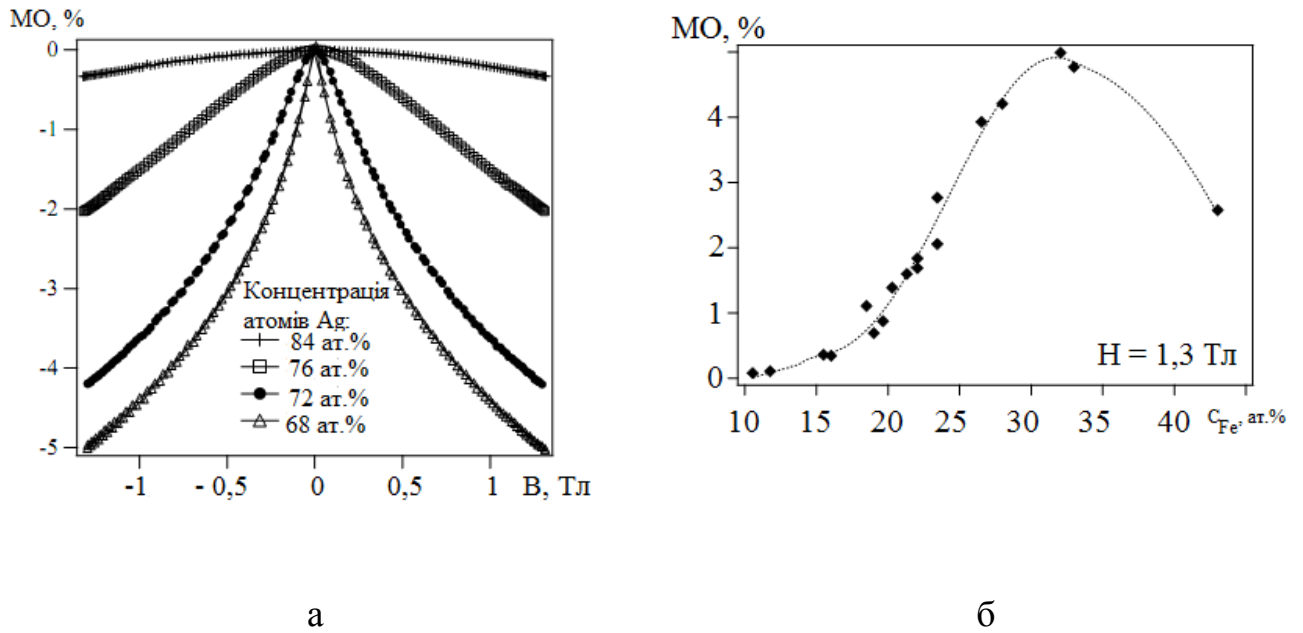 МО, %
0
-1
-2
-3
-4
-5
Концентрація
атомів Ag:
84 ат.%
76 ат.%
72 ат.%
68 ат.%
-1 - 0,5 0 0,5 1 В, Тл
а
МО, %
4
3
2
1
0
H = 1,3 Тл
10 15 20 25 30 35 40 C_Fe, ат.%
б